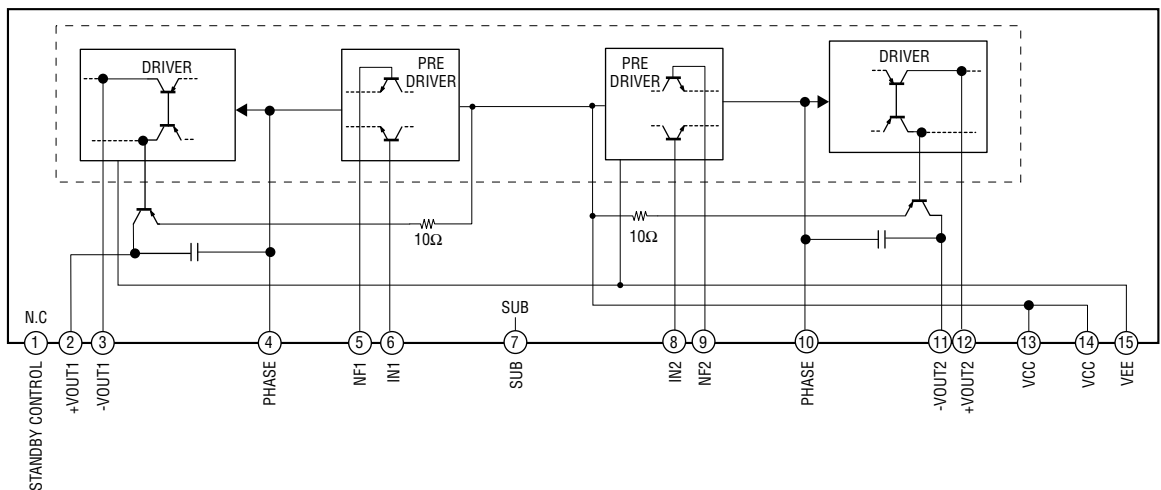 DRIVER
PRE
DRIVER
PRE
DRIVER
DRIVER
10Ω
10Ω
N.C
SUB
1
2
3
4
5
6
7
8
9
10
11
12
13
14
15
STANDBY CONTROL
+VOUT1
-VOUT1
PHASE
NF1
IN1
SUB
IN2
NF2
PHASE
-VOUT2
+VOUT2
VCC
VCC
VEE